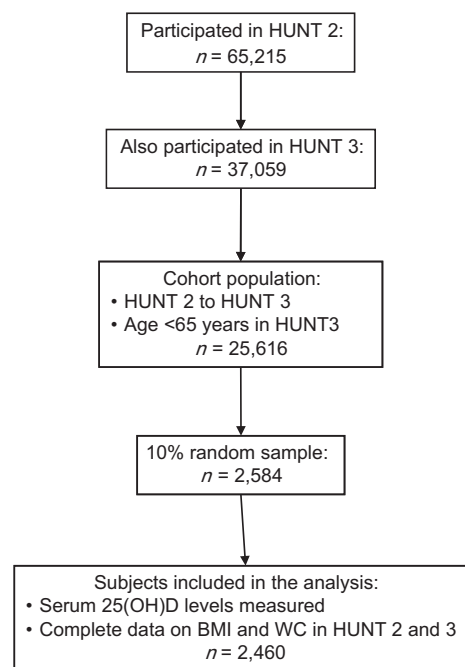 Participated in HUNT 2:
n = 65,215
Also participated in HUNT 3:
n = 37,059
Cohort population:
• HUNT 2 to HUNT 3
• Age <65 years in HUNT3
n = 25,616
10% random sample:
n = 2,584
Subjects included in the analysis:
• Serum 25(OH)D levels measured
• Complete data on BMI and WC in HUNT 2 and 3
n = 2,460